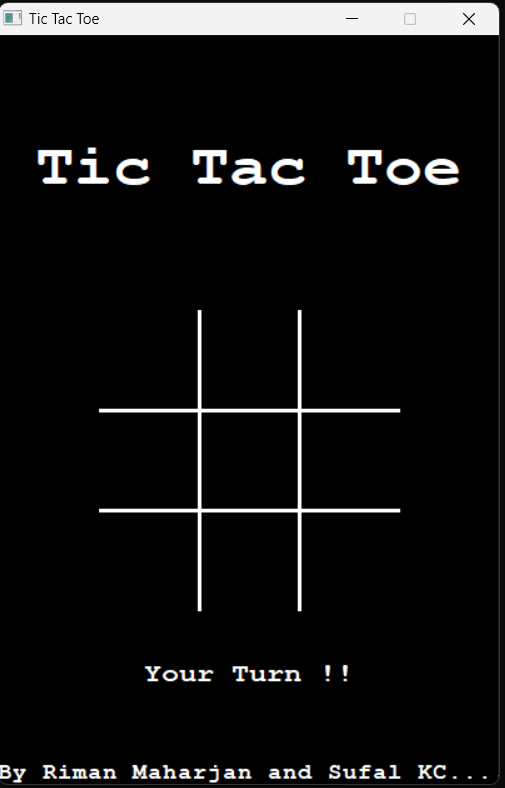 Tic Tac Toe
Tic Tac Toe
Your Turn !!
By Riman Maharjan and Sufal KC...